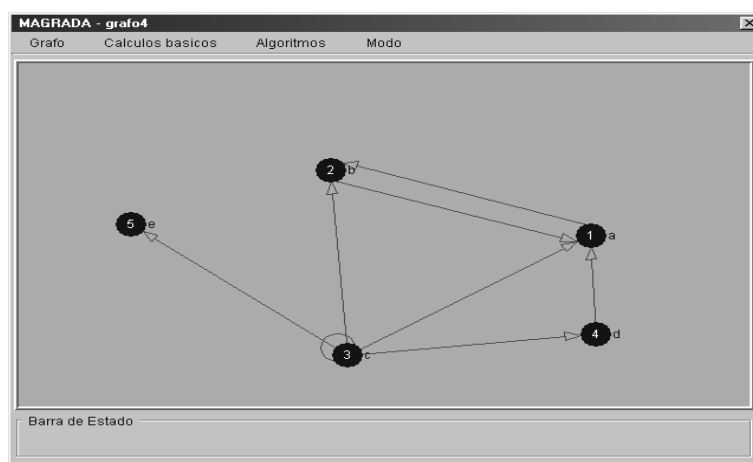 MAGRADA - grafo4
Grafo Calculos basicos Algoritmos Modo
2 b
5 e
1 a
4 d
3 c
Barra de Estado